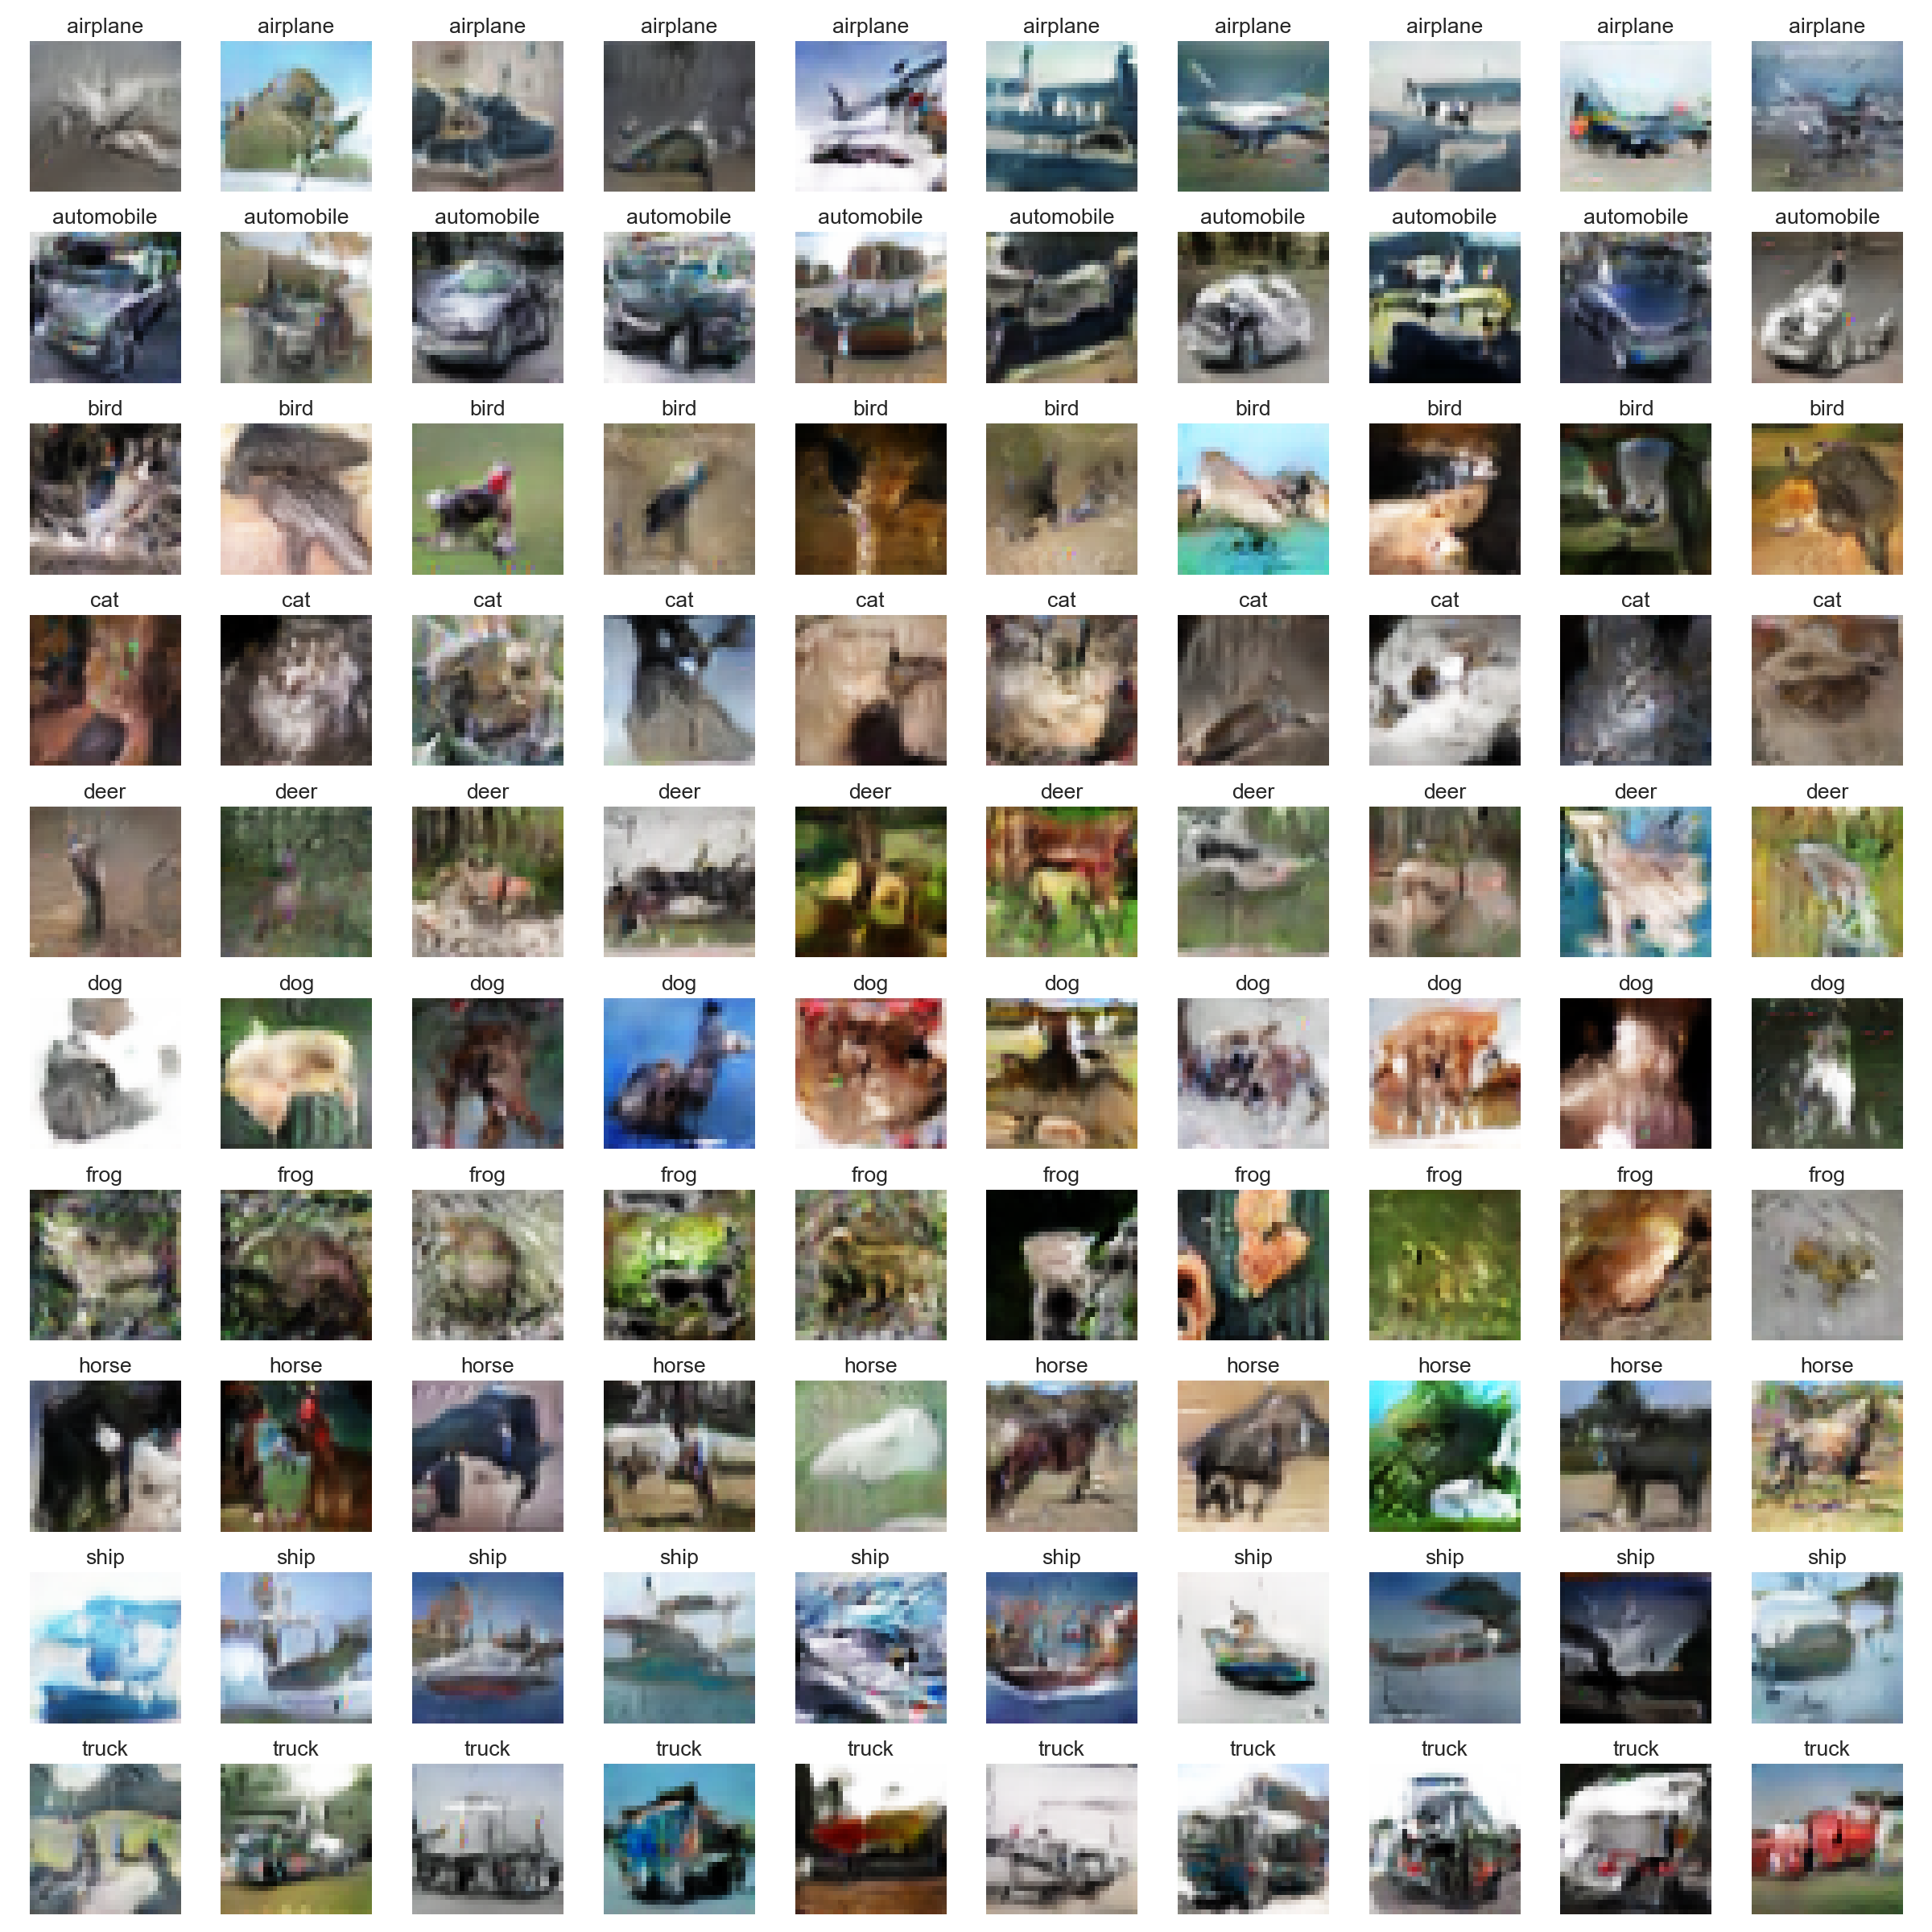 airplane airplane airplane airplane airplane airplane airplane airplane airplane airplane
automobile automobile automobile automobile automobile automobile automobile automobile automobile automobile
bird bird bird bird bird bird bird bird bird bird
cat cat cat cat cat cat cat cat cat cat
deer deer deer deer deer deer deer deer deer deer
dog dog dog dog dog dog dog dog dog dog
frog frog frog frog frog frog frog frog frog frog
horse horse horse horse horse horse horse horse horse horse
ship ship ship ship ship ship ship ship ship ship
truck truck truck truck truck truck truck truck truck truck